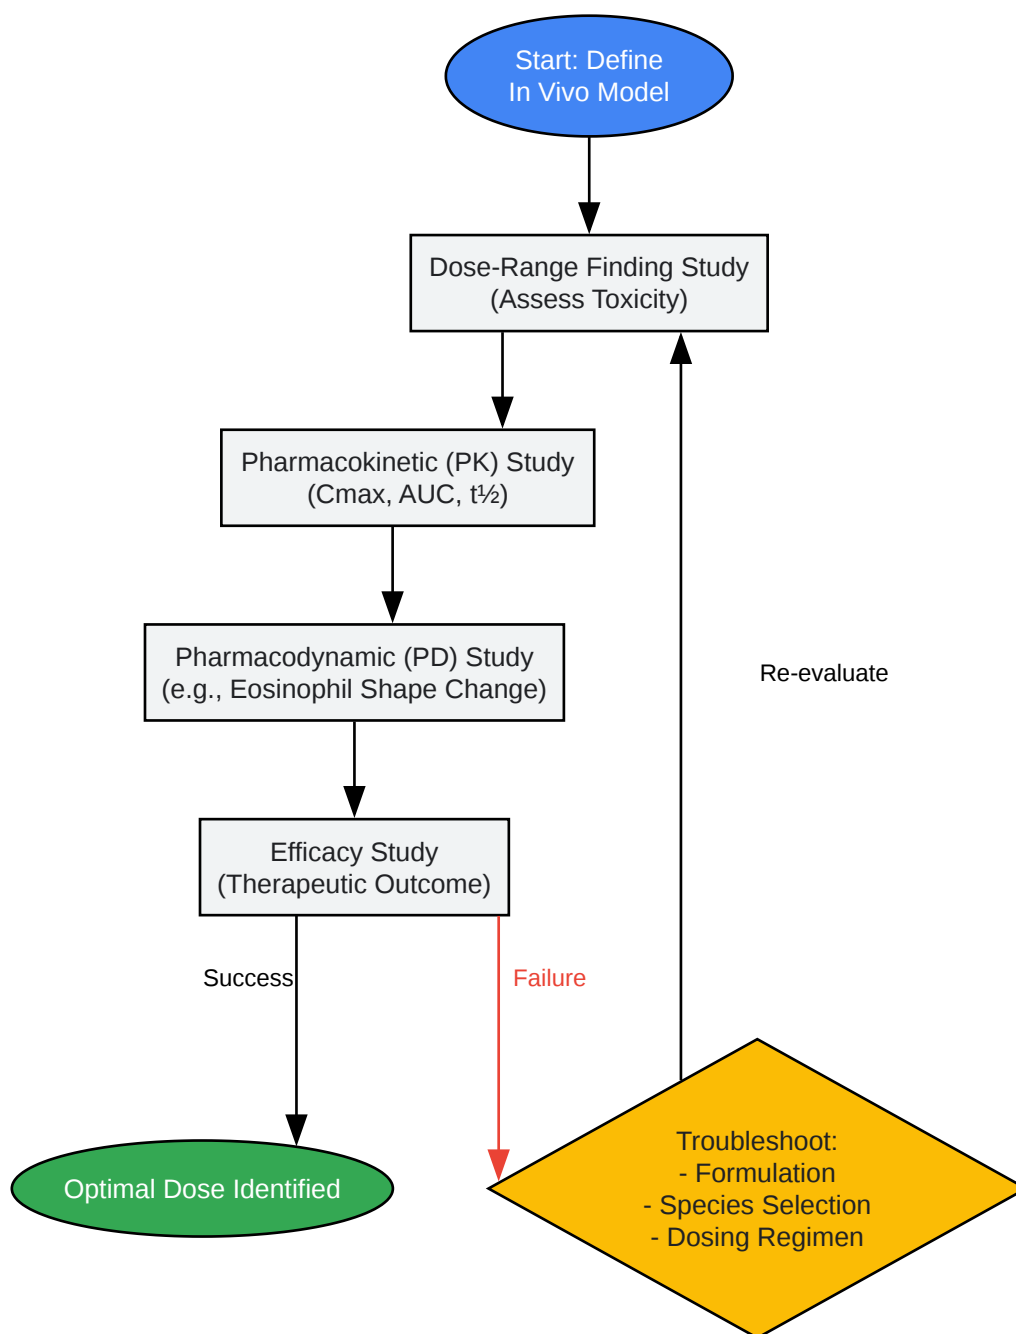 Start: Define
In Vivo Model
Dose-Range Finding Study
(Assess Toxicity)
Pharmacokinetic (PK) Study
(Cmax, AUC, t½)
Pharmacodynamic (PD) Study
(e.g., Eosinophil Shape Change)
Re-evaluate
Efficacy Study
(Therapeutic Outcome)
Success
Failure
Optimal Dose Identified
Troubleshoot:
- Formulation
- Species Selection
- Dosing Regimen